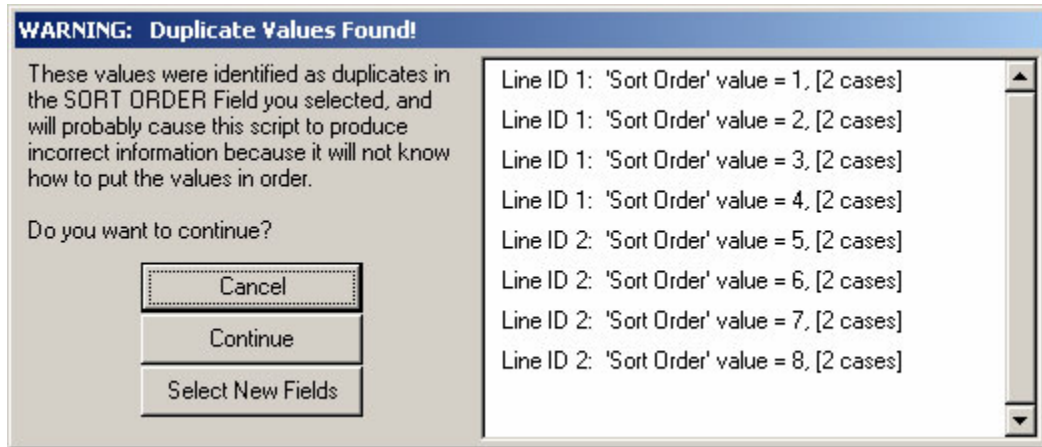 WARNING: Duplicate Values Found!
These values were identified as duplicates in
the SORT ORDER Field you selected, and
will probably cause this script to produce
incorrect information because it will not know
how to put the values in order.
Do you want to continue?
Cancel
Continue
Select New Fields
Line ID 1: 'Sort Order' value = 1, [2 cases]
Line ID 1: 'Sort Order' value = 2, [2 cases]
Line ID 1: 'Sort Order' value = 3, [2 cases]
Line ID 1: 'Sort Order' value = 4, [2 cases]
Line ID 2: 'Sort Order' value = 5, [2 cases]
Line ID 2: 'Sort Order' value = 6, [2 cases]
Line ID 2: 'Sort Order' value = 7, [2 cases]
Line ID 2: 'Sort Order' value = 8, [2 cases]